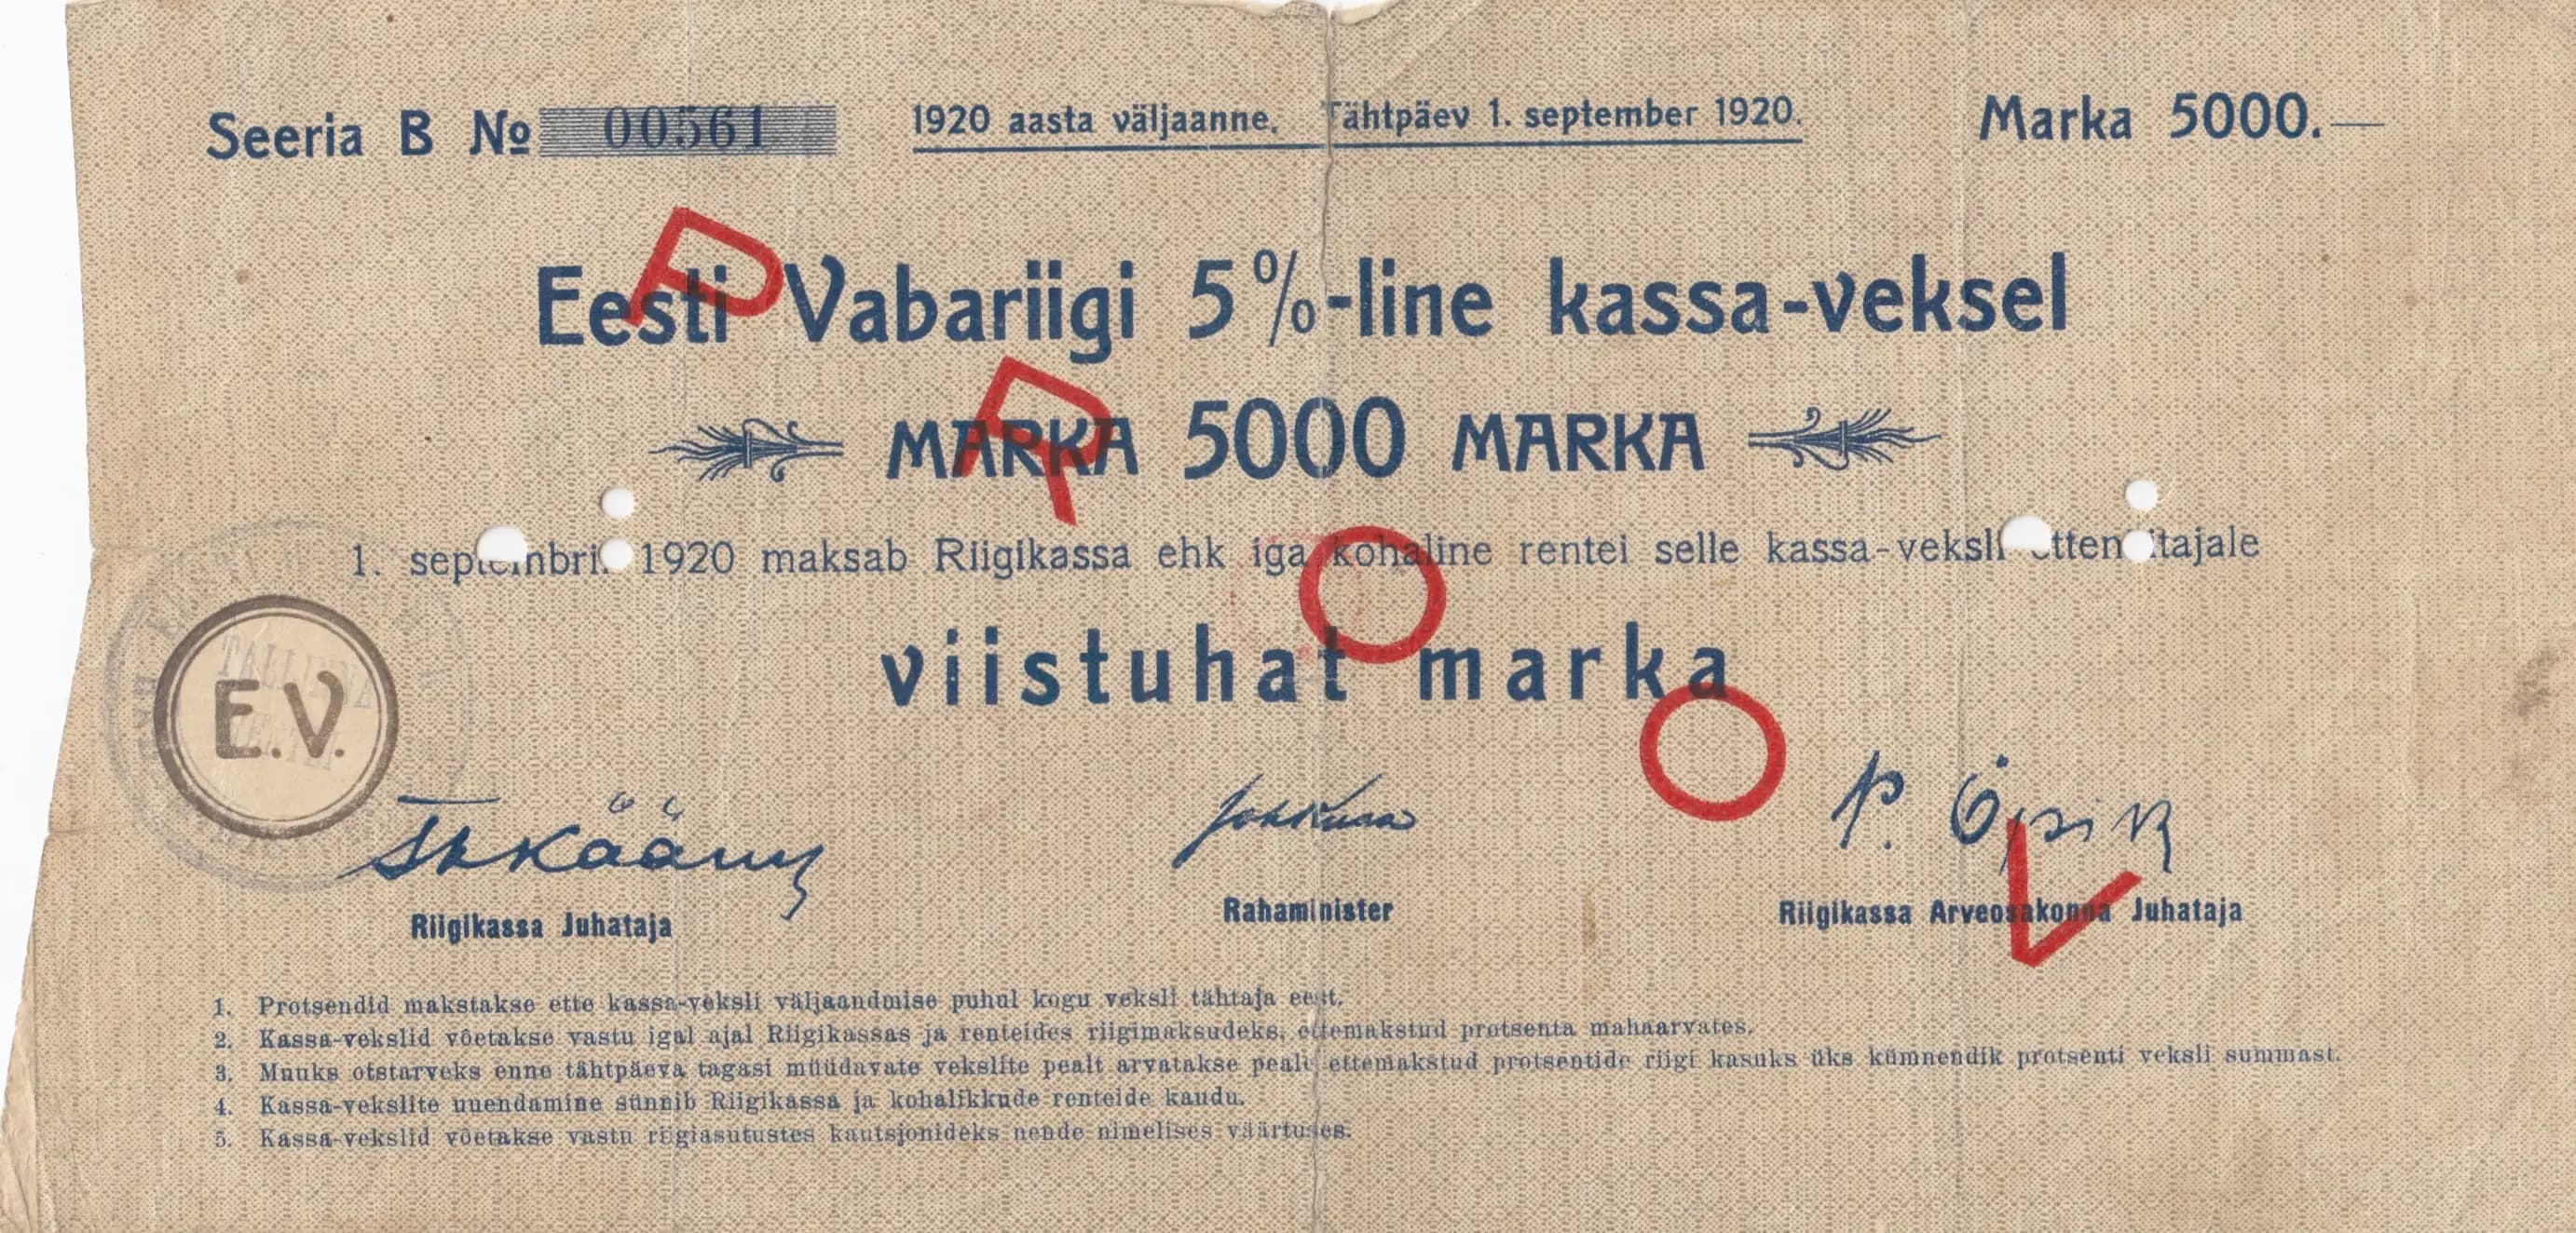 Seeria B № 00561 1920 aasta väljaanne. Tähtpäev 1. september 1920. Marka 5000.—
Eesti Vabariigi 5%-line kassa-veksel
MARKA 5000 MARKA
1. septembril 1920 maksab Riigikassa ehk iga kohaline rentei selle kassa-veksli ettenäitajale
viistuhat marka
PROOV
E.V.
P. Öpik
Riigikassa Juhataja Rahaminister Riigikassa Arveosakonna Juhataja
1. Protsendid makstakse ette kassa-veksli väljaandmise puhul kogu veksli tähtaja eest.
2. Kassa-vekslid võetakse vastu igal ajal Riigikassas ja renteides riigimaksudeks, ettemakstud protsenta mahaarvates.
3. Muuks otstarveks enne tähtpäeva tagasi müüdavate vekslite pealt arvatakse peale ettemakstud protsentide riigi kasuks üks kümnendik protsenti veksli summast.
4. Kassa-vekslite uuendamine sünnib Riigikassa ja kohalikkude renteide kaudu.
5. Kassa-vekslid võetakse vastu riigiasutustes kautsjonideks nende nimelises väärtuses.